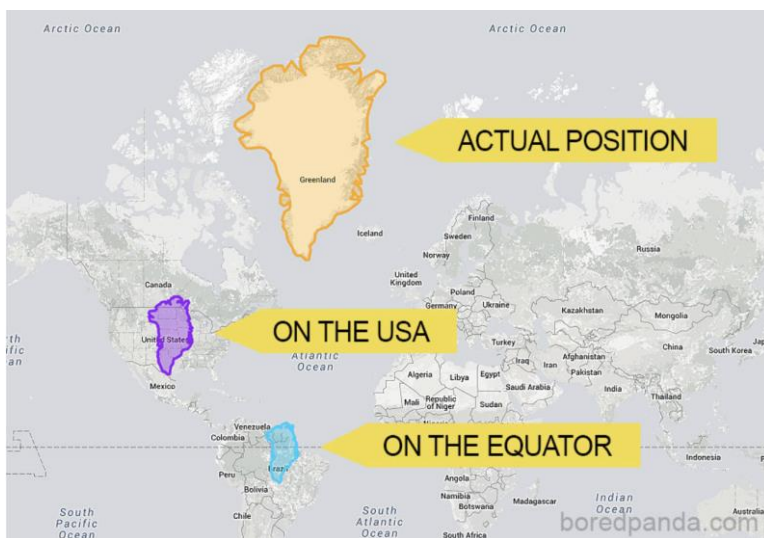 Arctic Ocean
Arctic Ocean
ACTUAL POSITION
Greenland
Iceland
Finland
Sweden
Norway
Russia
Canada
United
Kingdom
Poland
Germany
Ukraine
Kazakhstan
Mongolia
ON THE USA
United States
Atlantic
Ocean
Turkey
Afghanistan
China
South Korea
Iraq
Iran
Pakistan
Algeria
Libya
Egypt
Saudi Arabia
India
Mexico
Mali
Republic
of Niger
Sudan
Thailand
Venezuela
Colombia
ON THE EQUATOR
Indonesia
Peru
Brazil
Bolivia
Angola
Namibia
Botswana
Madagascar
Indian
Ocean
Chile
South
Pacific
Ocean
South
Atlantic
Ocean
South Africa
boredpanda.com